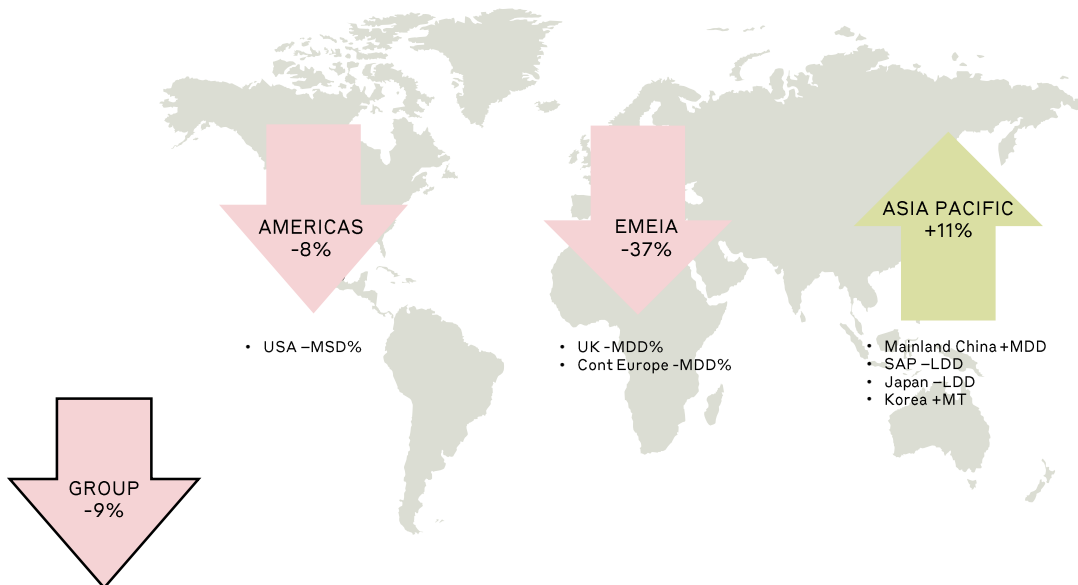 AMERICAS
-8%
• USA –MSD%
EMEIA
-37%
• UK -MDD%
• Cont Europe -MDD%
ASIA PACIFIC
+11%
• Mainland China +MDD
• SAP –LDD
• Japan –LDD
• Korea +MT
GROUP
-9%